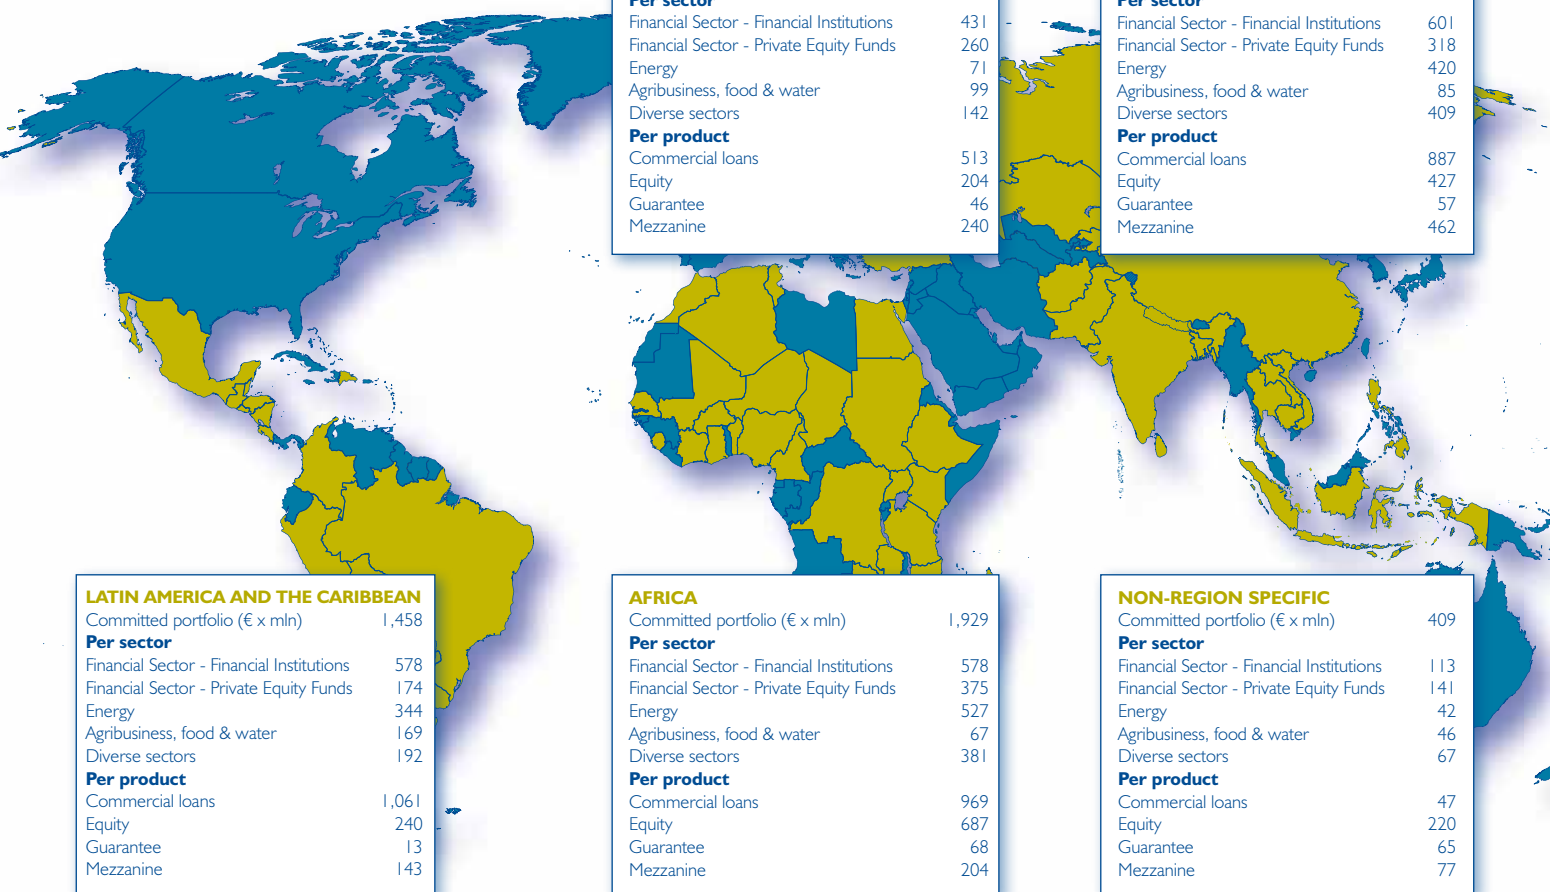 Per sector
Financial Sector - Financial Institutions 431
Financial Sector - Private Equity Funds 260
Energy 71
Agribusiness, food & water 99
Diverse sectors 142
Per product
Commercial loans 513
Equity 204
Guarantee 46
Mezzanine 240
Per sector
Financial Sector - Financial Institutions 601
Financial Sector - Private Equity Funds 318
Energy 420
Agribusiness, food & water 85
Diverse sectors 409
Per product
Commercial loans 887
Equity 427
Guarantee 57
Mezzanine 462
LATIN AMERICA AND THE CARIBBEAN
Committed portfolio (€ x mln) 1,458
Per sector
Financial Sector - Financial Institutions 578
Financial Sector - Private Equity Funds 174
Energy 344
Agribusiness, food & water 169
Diverse sectors 192
Per product
Commercial loans 1,061
Equity 240
Guarantee 13
Mezzanine 143
AFRICA
Committed portfolio (€ x mln) 1,929
Per sector
Financial Sector - Financial Institutions 578
Financial Sector - Private Equity Funds 375
Energy 527
Agribusiness, food & water 67
Diverse sectors 381
Per product
Commercial loans 969
Equity 687
Guarantee 68
Mezzanine 204
NON-REGION SPECIFIC
Committed portfolio (€ x mln) 409
Per sector
Financial Sector - Financial Institutions 113
Financial Sector - Private Equity Funds 141
Energy 42
Agribusiness, food & water 46
Diverse sectors 67
Per product
Commercial loans 47
Equity 220
Guarantee 65
Mezzanine 77